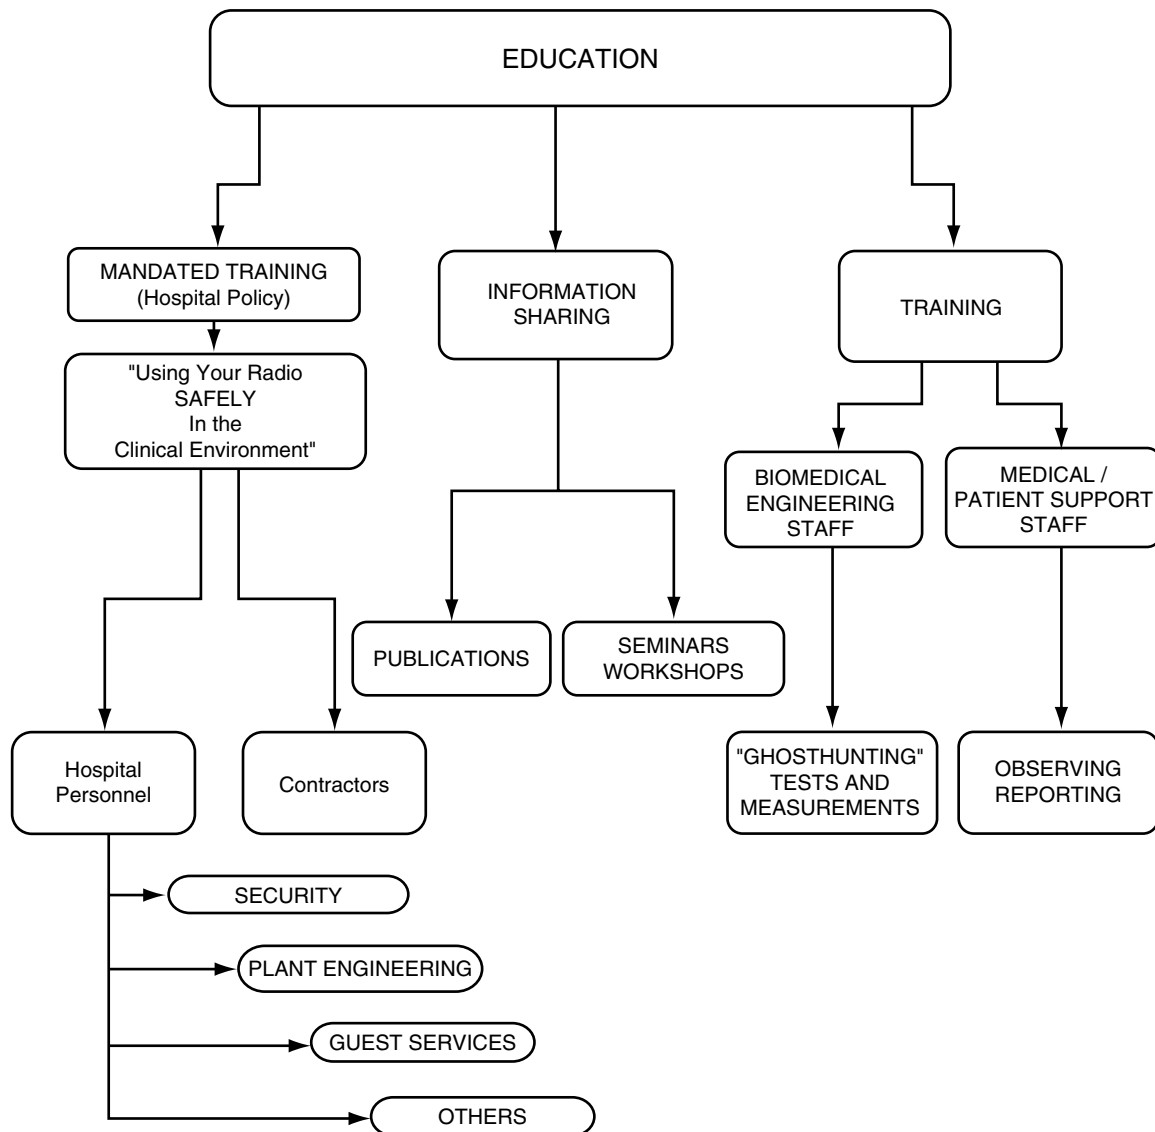 EDUCATION
MANDATED TRAINING
(Hospital Policy)
"Using Your Radio
SAFELY
In the
Clinical Environment"
INFORMATION
SHARING
TRAINING
BIOMEDICAL
ENGINEERING
STAFF
MEDICAL /
PATIENT SUPPORT
STAFF
PUBLICATIONS
SEMINARS
WORKSHOPS
Hospital
Personnel
Contractors
"GHOSTHUNTING"
TESTS AND
MEASUREMENTS
OBSERVING
REPORTING
SECURITY
PLANT ENGINEERING
GUEST SERVICES
OTHERS